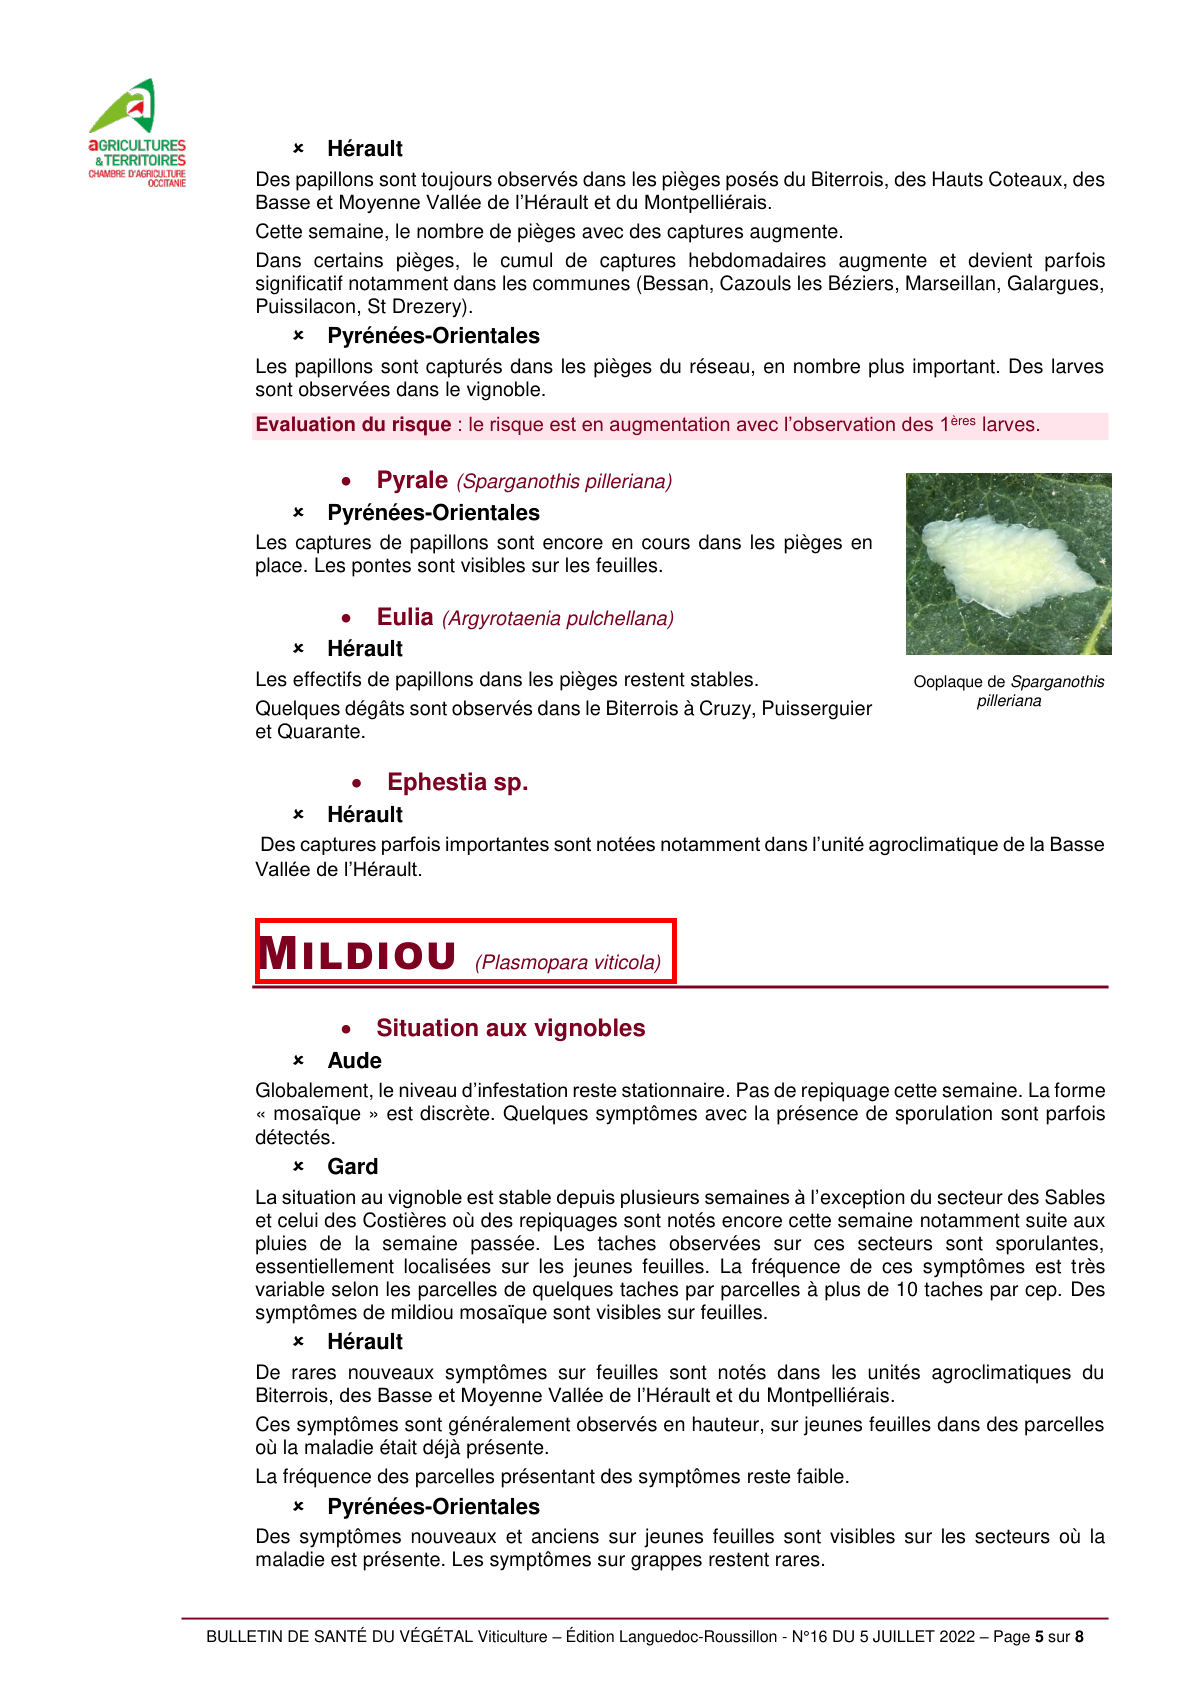 aGRICULTURES
& TERRITOIRES
CHAMBRE D'AGRICULTURE
OCCITANIE
× Hérault
Des papillons sont toujours observés dans les pièges posés du Biterrois, des Hauts Coteaux, des
Basse et Moyenne Vallée de l'Hérault et du Montpelliérais.
Cette semaine, le nombre de pièges avec des captures augmente.
Dans certains pièges, le cumul de captures hebdomadaires augmente et devient parfois
significatif notamment dans les communes (Bessan, Cazouls les Béziers, Marseillan, Galargues,
Puissilacon, St Drezery).
× Pyrénées-Orientales
Les papillons sont capturés dans les pièges du réseau, en nombre plus important. Des larves
sont observées dans le vignoble.
Evaluation du risque : le risque est en augmentation avec l'observation des 1ères larves.
• Pyrale (Sparganothis pilleriana)
× Pyrénées-Orientales
Les captures de papillons sont encore en cours dans les pièges en
place. Les pontes sont visibles sur les feuilles.
• Eulia (Argyrotaenia pulchellana)
× Hérault
Les effectifs de papillons dans les pièges restent stables.
Quelques dégâts sont observés dans le Biterrois à Cruzy, Puisserguier
et Quarante.
Ooplaque de Sparganothis
pilleriana
• Ephestia sp.
× Hérault
Des captures parfois importantes sont notées notamment dans l'unité agroclimatique de la Basse
Vallée de l'Hérault.
MILDIOU (Plasmopara viticola)
• Situation aux vignobles
× Aude
Globalement, le niveau d'infestation reste stationnaire. Pas de repiquage cette semaine. La forme
« mosaïque » est discrète. Quelques symptômes avec la présence de sporulation sont parfois
détectés.
× Gard
La situation au vignoble est stable depuis plusieurs semaines à l'exception du secteur des Sables
et celui des Costières où des repiquages sont notés encore cette semaine notamment suite aux
pluies de la semaine passée. Les taches observées sur ces secteurs sont sporulantes,
essentiellement localisées sur les jeunes feuilles. La fréquence de ces symptômes est très
variable selon les parcelles de quelques taches par parcelles à plus de 10 taches par cep. Des
symptômes de mildiou mosaïque sont visibles sur feuilles.
× Hérault
De rares nouveaux symptômes sur feuilles sont notés dans les unités agroclimatiques du
Biterrois, des Basse et Moyenne Vallée de l'Hérault et du Montpelliérais.
Ces symptômes sont généralement observés en hauteur, sur jeunes feuilles dans des parcelles
où la maladie était déjà présente.
La fréquence des parcelles présentant des symptômes reste faible.
× Pyrénées-Orientales
Des symptômes nouveaux et anciens sur jeunes feuilles sont visibles sur les secteurs où la
maladie est présente. Les symptômes sur grappes restent rares.
BULLETIN DE SANTÉ DU VÉGÉTAL Viticulture – Édition Languedoc-Roussillon - N°16 DU 5 JUILLET 2022 – Page 5 sur 8